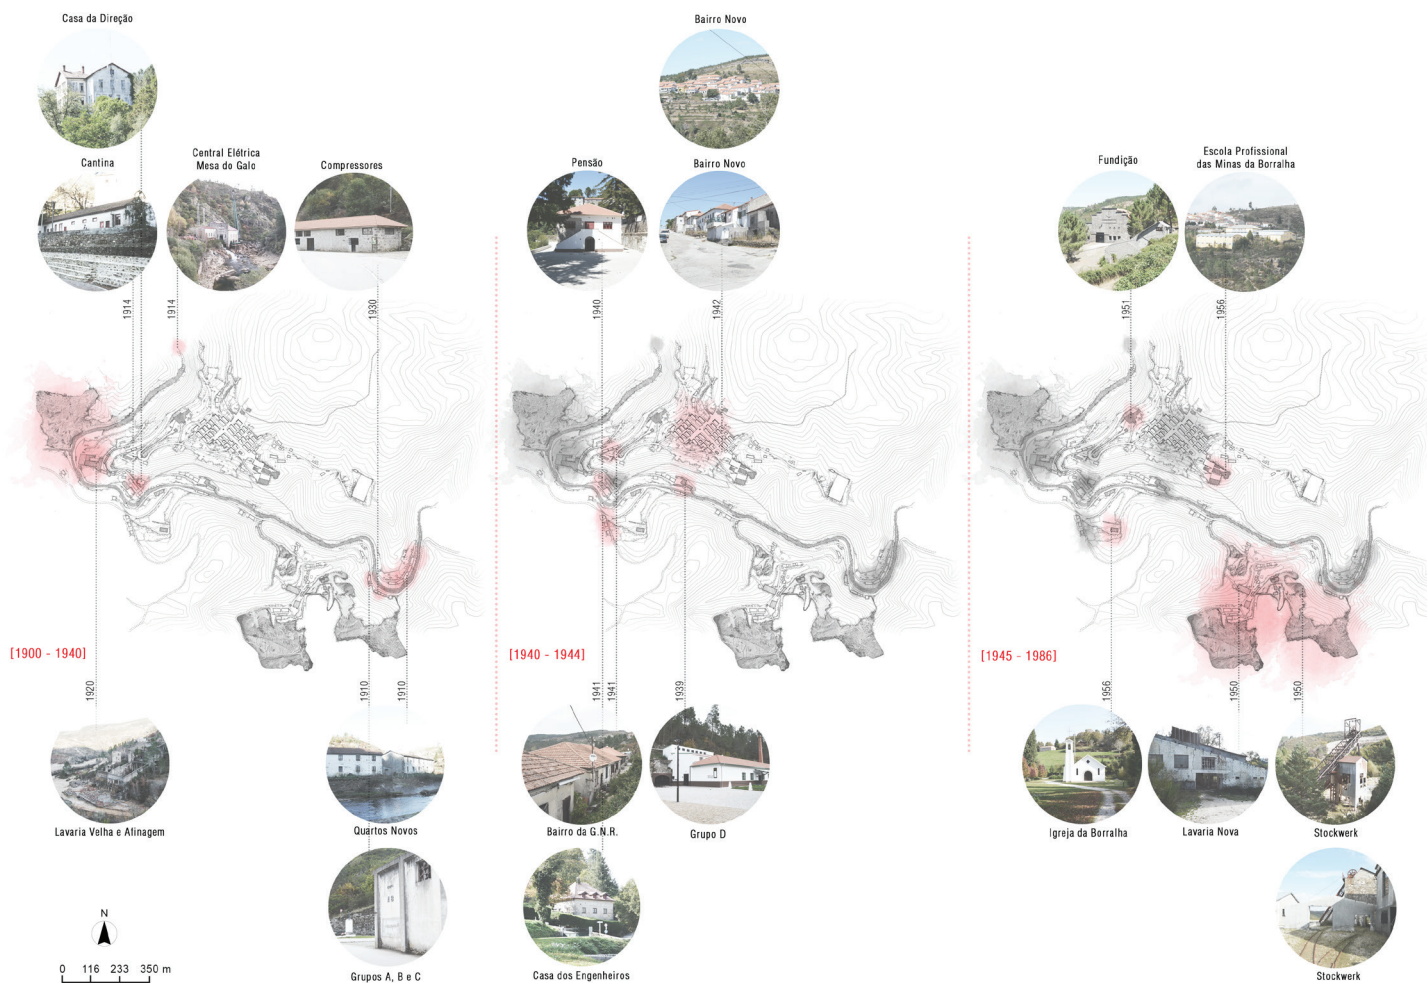 Casa da Direção
Bairro Novo
Cantina
Central Elétrica
Mesa do Galo
Compressores
Pensão
Bairro Novo
Fundição
Escola Profissional
das Minas da Borralha
1914
1914
1930
1940
1942
1951
1956
[1900 - 1940]
[1940 - 1944]
[1945 - 1986]
1920
1910
1910
1941
1941
1939
1956
1950
1950
Lavaria Velha e Afinagem
Quartos Novos
Bairro da G.N.R.
Grupo D
Igreja da Borralha
Lavaria Nova
Stockwerk
N
0 116 233 350 m
Grupos A, B e C
Casa dos Engenheiros
Stockwerk